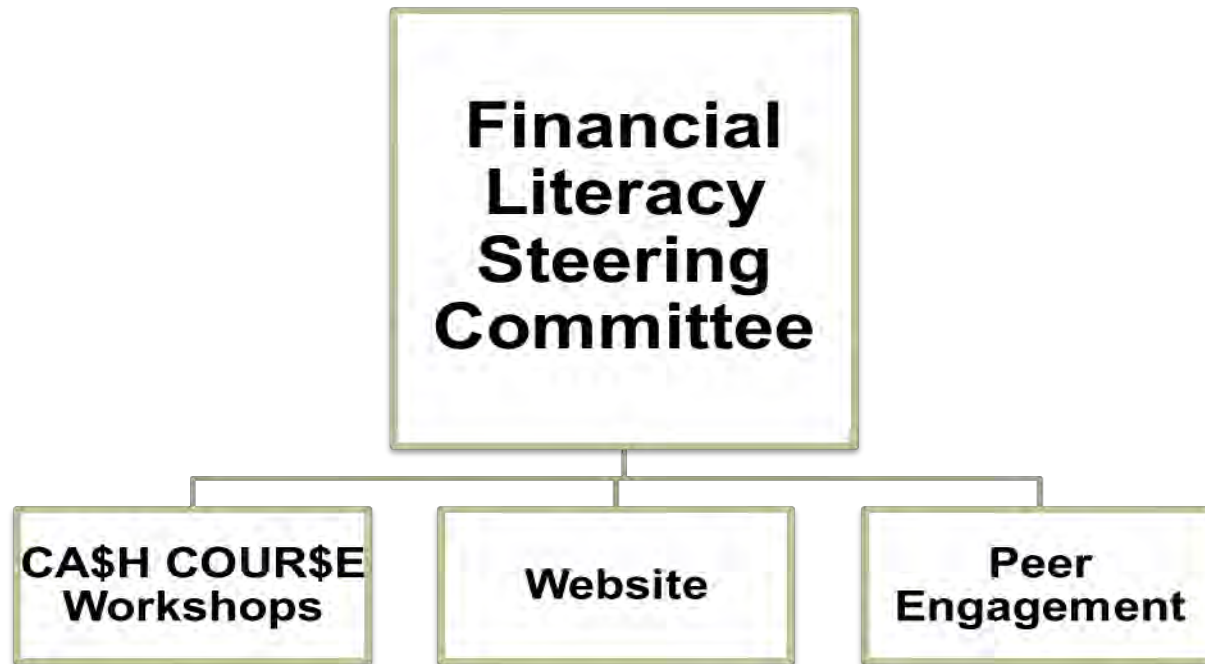 Financial
Literacy
Steering
Committee
CA$H COUR$E
Workshops
Website
Peer
Engagement